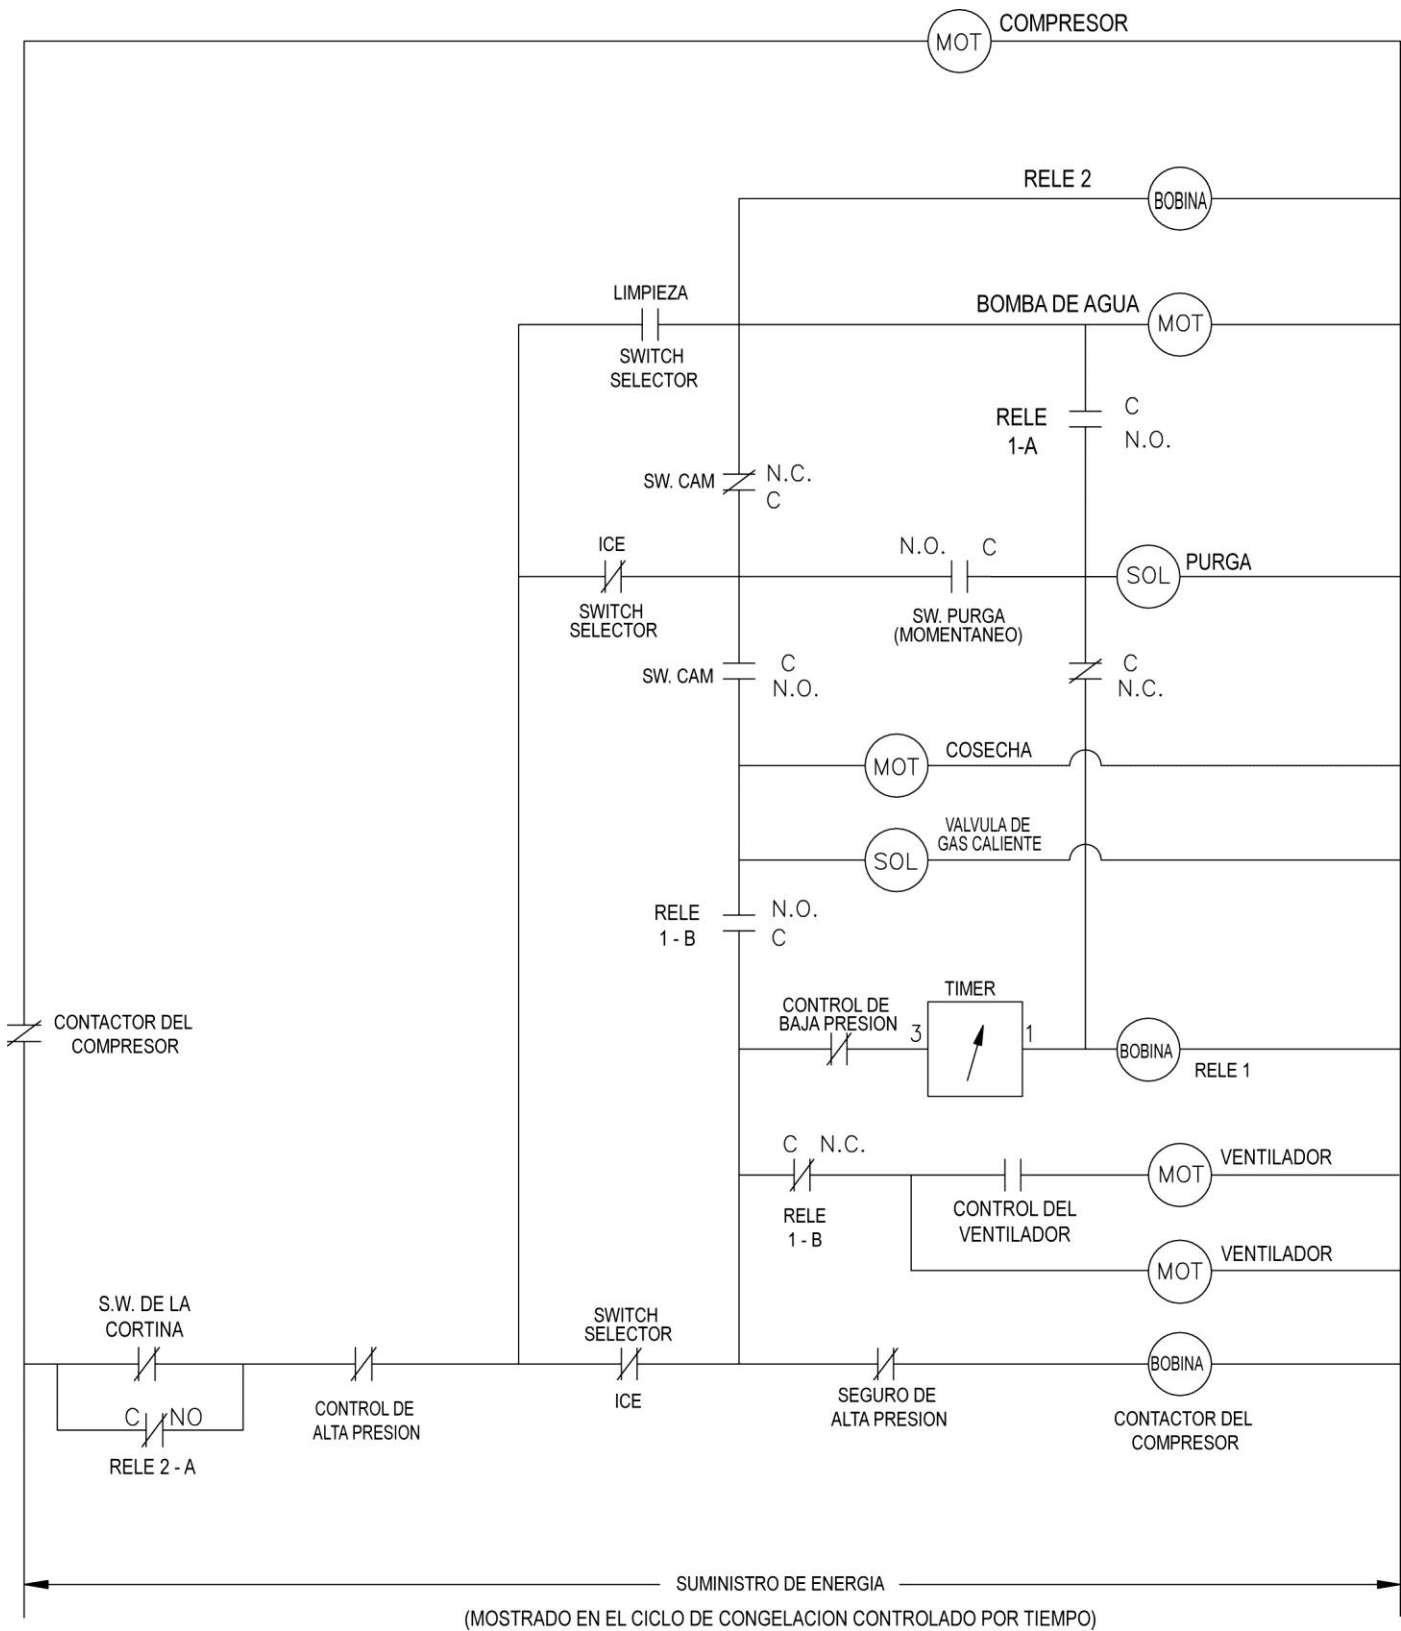 COMPRESOR
MOT
RELE 2
BOBINA
LIMPIEZA
SWITCH
SELECTOR
BOMBA DE AGUA
MOT
RELE
1-A
C
N.O.
SW. CAM
N.C.
C
ICE
SWITCH
SELECTOR
N.O. C
SW. PURGA
(MOMENTANEO)
SOL
PURGA
SW. CAM
C
N.O.
C
N.C.
MOT
COSECHA
VALVULA DE
GAS CALIENTE
SOL
RELE
1 - B
N.O.
C
CONTACTOR DEL
COMPRESOR
CONTROL DE
BAJA PRESION
TIMER
3
1
BOBINA
RELE 1
C N.C.
RELE
1 - B
CONTROL DEL
VENTILADOR
MOT
VENTILADOR
MOT
VENTILADOR
S.W. DE LA
CORTINA
C NO
RELE 2 - A
CONTROL DE
ALTA PRESION
SWITCH
SELECTOR
ICE
SEGURO DE
ALTA PRESION
BOBINA
CONTACTOR DEL
COMPRESOR
SUMINISTRO DE ENERGIA
(MOSTRADO EN EL CICLO DE CONGELACION CONTROLADO POR TIEMPO)